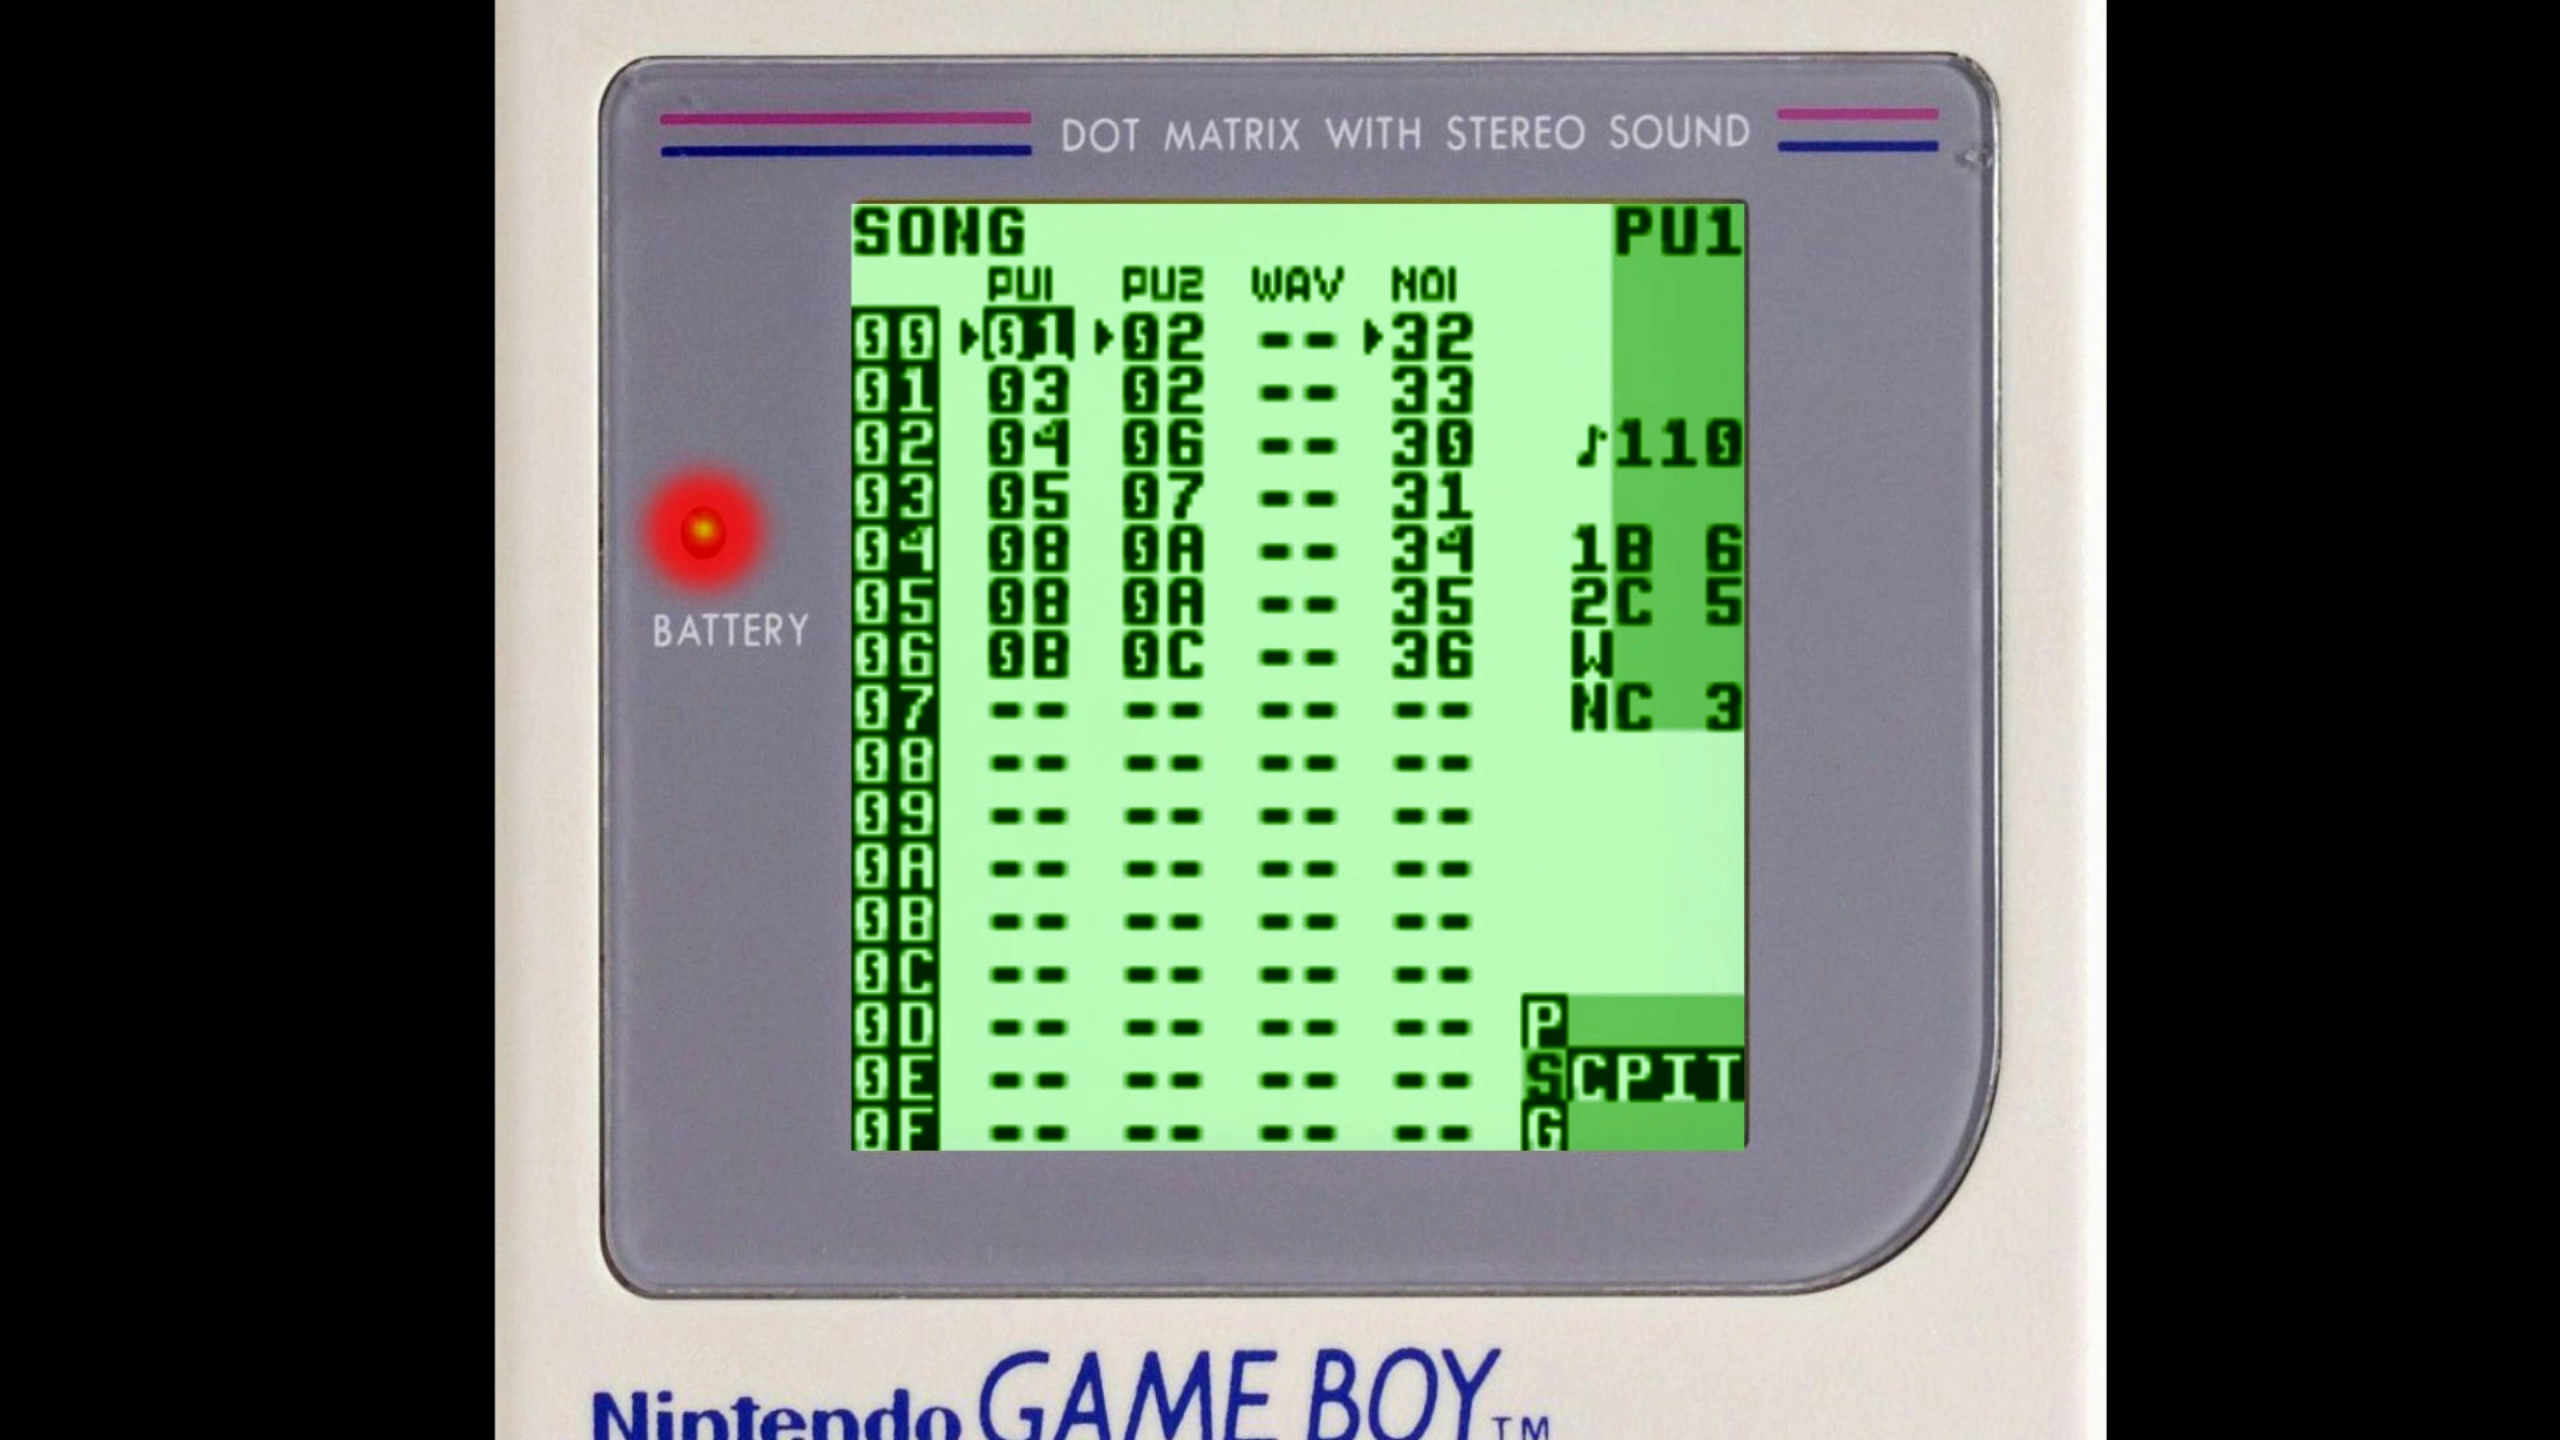 DOT MATRIX WITH STEREO SOUND
SONG PU1
PU1 PU2 WAV NOI
00 ▶01 ▶02 -- ▶32
01 03 02 -- 33
02 04 06 -- 30 ♪110
03 05 07 -- 31
04 08 0A -- 34 1B 6
05 08 0A -- 35 2C 5
06 0B 0C -- 36 W
07 -- -- -- -- NC 3
08 -- -- -- --
09 -- -- -- --
0A -- -- -- --
0B -- -- -- --
0C -- -- -- --
0D -- -- -- -- P
0E -- -- -- -- SCPIT
0F -- -- -- -- G
BATTERY
Nintendo GAME BOY TM